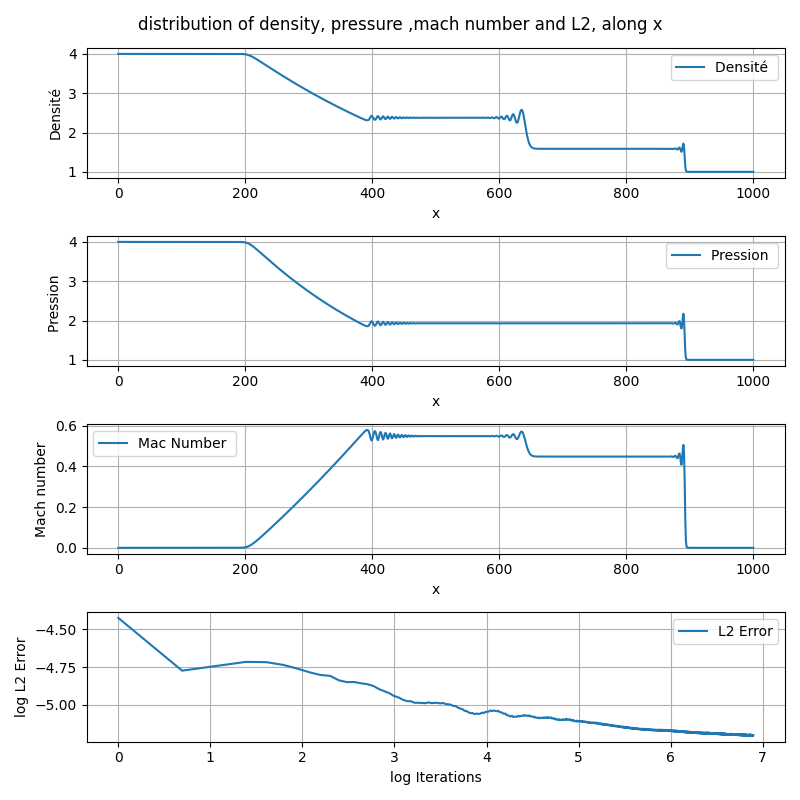 distribution of density, pressure ,mach number and L2, along x
Densité
4
3
2
1
Densité
0 200 400 600 800 1000
x
Pression
4
3
2
1
Pression
0 200 400 600 800 1000
x
Mach number
0.6
0.4
0.2
0.0
Mac Number
0 200 400 600 800 1000
x
log L2 Error
−4.50
−4.75
−5.00
L2 Error
0 1 2 3 4 5 6 7
log Iterations